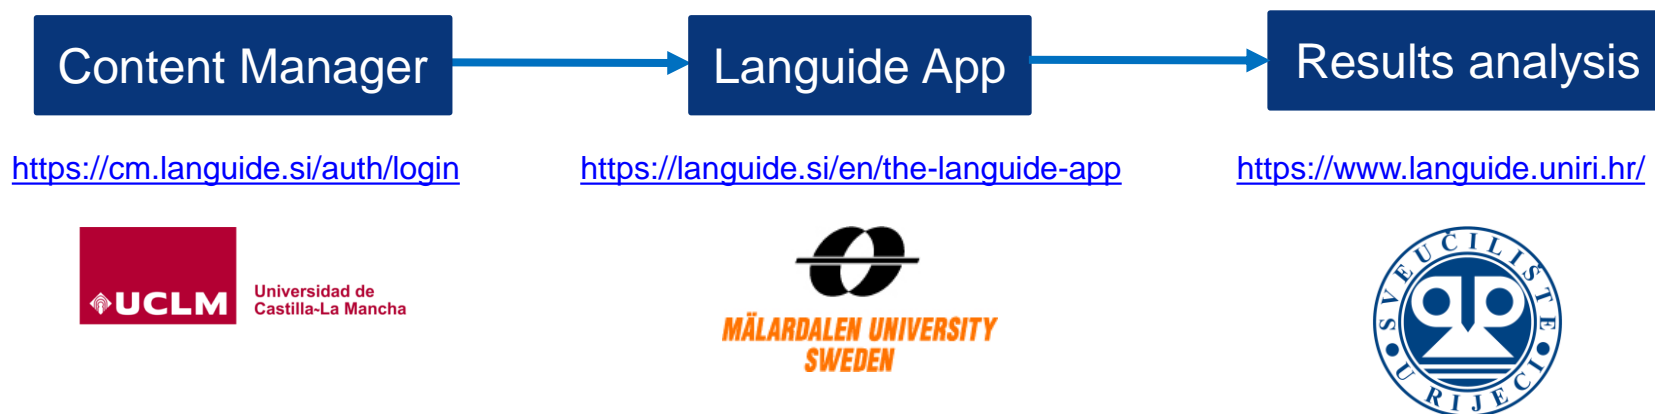 Content Manager
Languide App
Results analysis
https://cm.languide.si/auth/login
https://languide.si/en/the-languide-app
https://www.languide.uniri.hr/
UCLM
Universidad de
Castilla-La Mancha
MÄLARDALEN UNIVERSITY
SWEDEN
SVEUČILIŠTE
U RIJECI